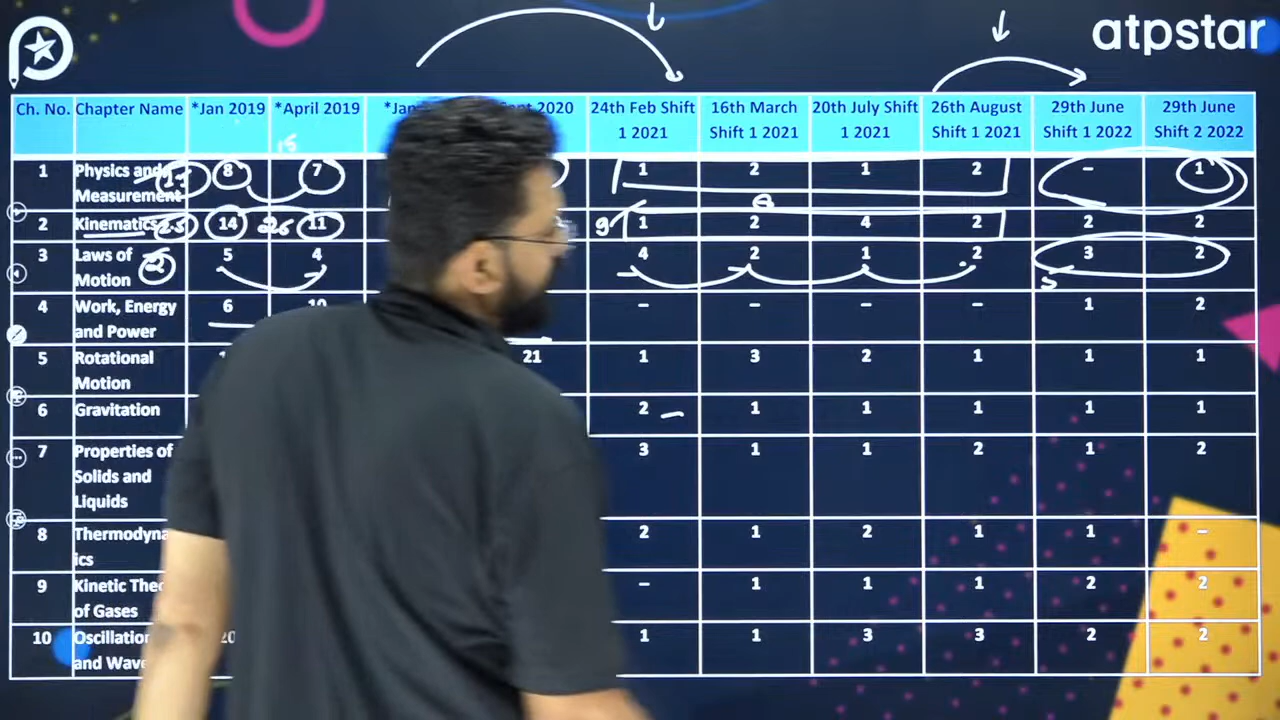 atpstar
Ch. No. Chapter Name *Jan 2019 *April 2019 2020 24th Feb Shift 1 2021 16th March Shift 1 2021 20th July Shift 1 2021 26th August Shift 1 2021 29th June Shift 1 2022 29th June Shift 2 2022
15
1 Physics and Measurement 8 7 1 2 1 2 - 1
2 Kinematics 25 14 26 11 9 1 2 4 2 2 2
3 Laws of Motion 5 4 4 2 1 2 3 2
5
4 Work, Energy and Power 6 10 – – – – 1 2
5 Rotational Motion 21 1 3 2 1 1 1
6 Gravitation 2 1 1 1 1 1
7 Properties of Solids and Liquids 3 1 1 2 1 2
8 ics 2 1 2 1 1 –
9 Kinetic of Gases – 1 1 1 2 2
10 and 1 1 3 3 2 2